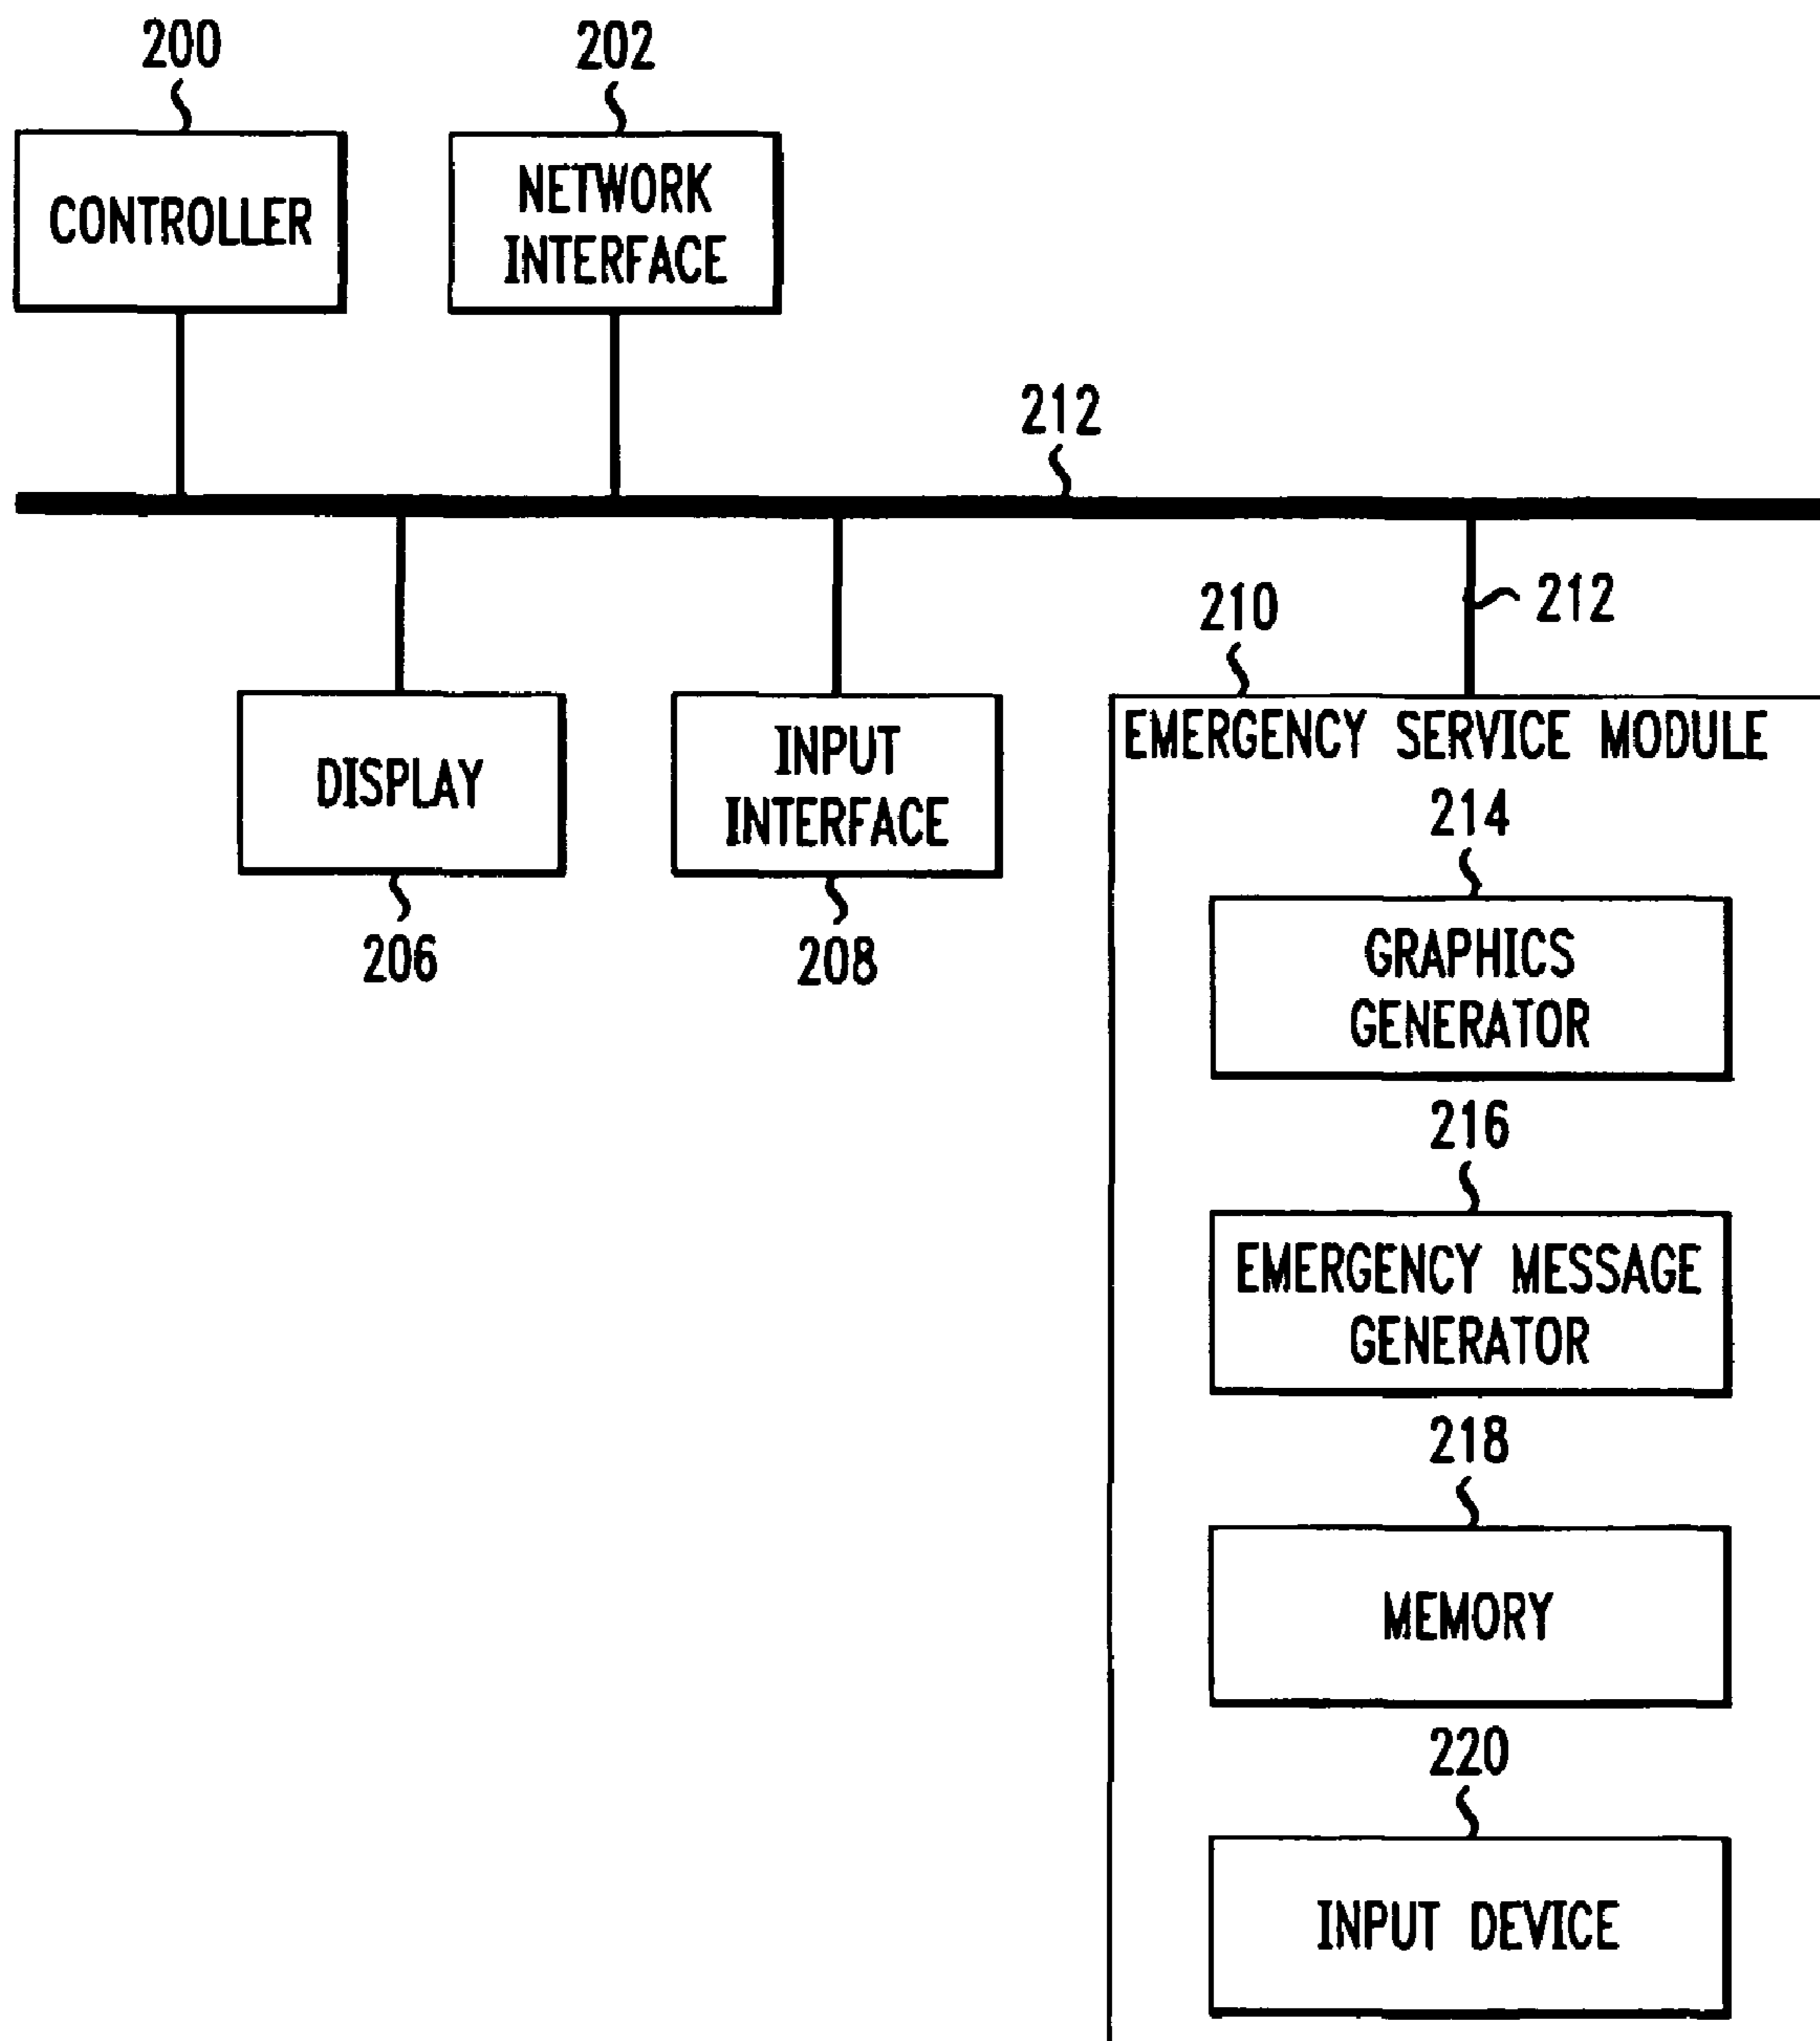 200
202
CONTROLLER
NETWORK
INTERFACE
212
212
210
EMERGENCY SERVICE MODULE
DISPLAY
INPUT
INTERFACE
206
208
214
GRAPHICS
GENERATOR
216
EMERGENCY MESSAGE
GENERATOR
218
MEMORY
220
INPUT DEVICE